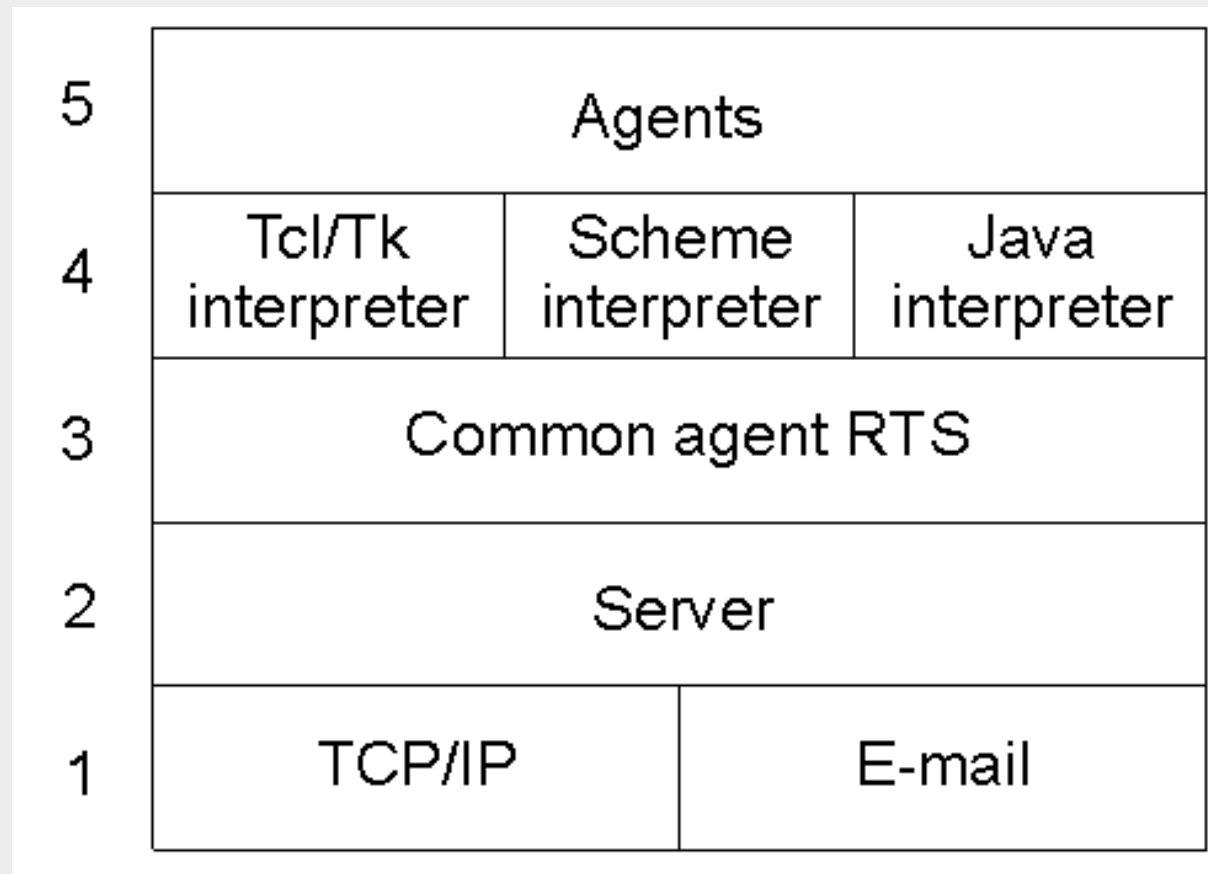 5
Agents
4
Tcl/Tk Scheme Java
interpreter interpreter interpreter
3
Common agent RTS
2
Server
1
TCP/IP E-mail